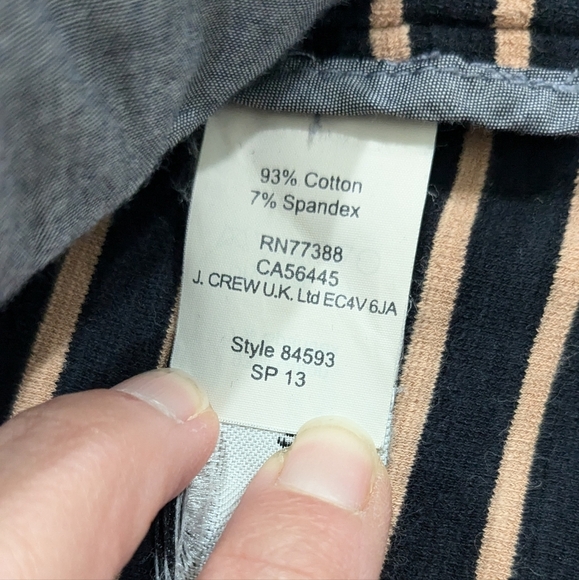 93% Cotton
7% Spandex
RN77388
CA56445
J. CREW U.K. Ltd EC4V 6JA
Style 84593
SP 13